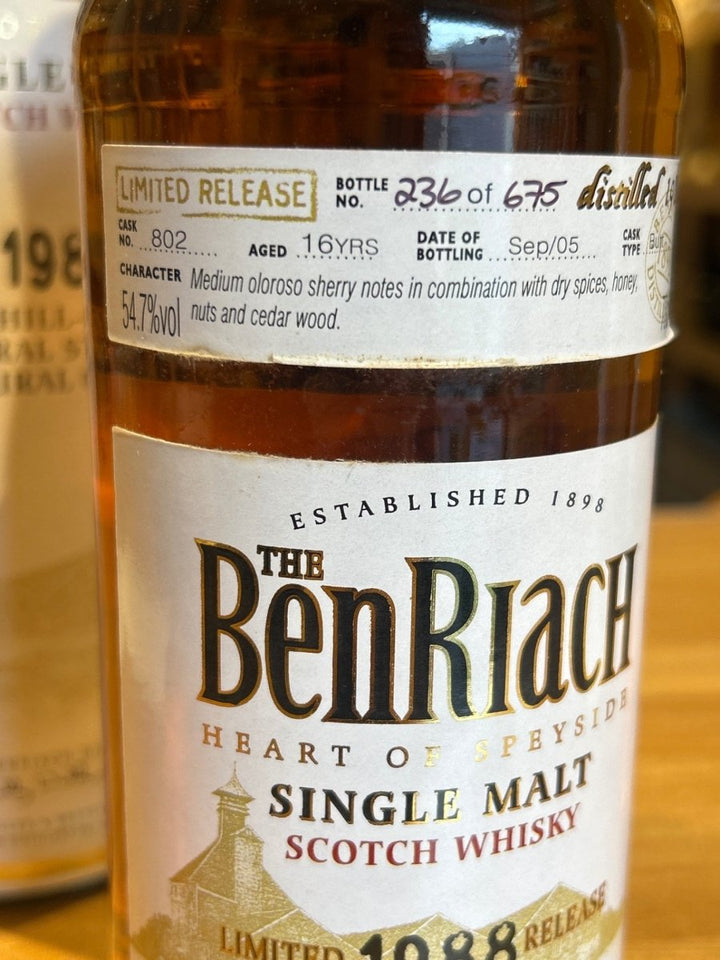 LIMITED RELEASE BOTTLE NO. 236 of 675 distilled
CASK NO. 802 AGED 16YRS DATE OF BOTTLING Sep/05 CASK TYPE
CHARACTER Medium oloroso sherry notes in combination with dry spices, honey,
54.7%vol nuts and cedar wood.
ESTABLISHED 1898
THE
BENRIACH
HEART OF SPEYSIDE
SINGLE MALT
SCOTCH WHISKY
LIMITED 1988 RELEASE
198